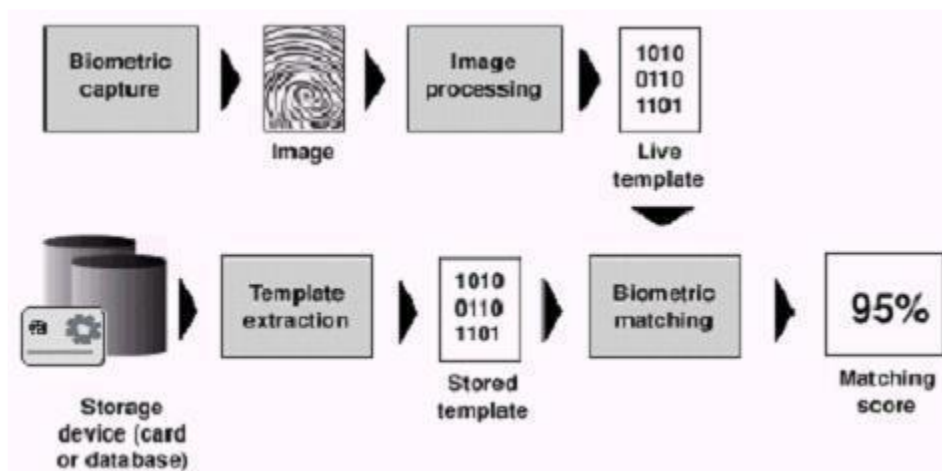 Biometric
capture
Image
Image
processing
1010
0110
1101
Live
template
Storage
device (card
or database)
Template
extraction
1010
0110
1101
Stored
template
Biometric
matching
95%
Matching
score